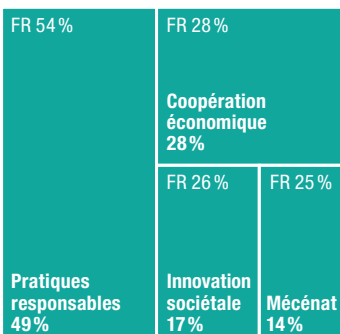 FR 54 %
Pratiques
responsables
49 %
FR 28 %
Coopération
économique
28 %
FR 26 %
Innovation
sociétale
17 %
FR 25 %
Mécénat
14 %